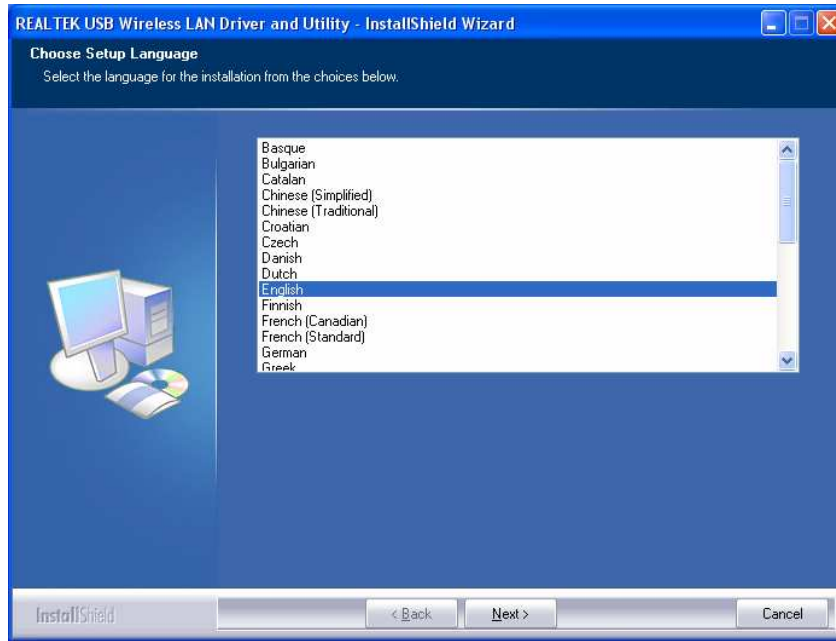 REALTEK USB Wireless LAN Driver and Utility - InstallShield Wizard
Choose Setup Language
Select the language for the installation from the choices below.
Basque
Bulgarian
Catalan
Chinese (Simplified)
Chinese (Traditional)
Croatian
Czech
Danish
Dutch
English
Finnish
French (Canadian)
French (Standard)
German
Greek
InstallShield
< Back
Next >
Cancel